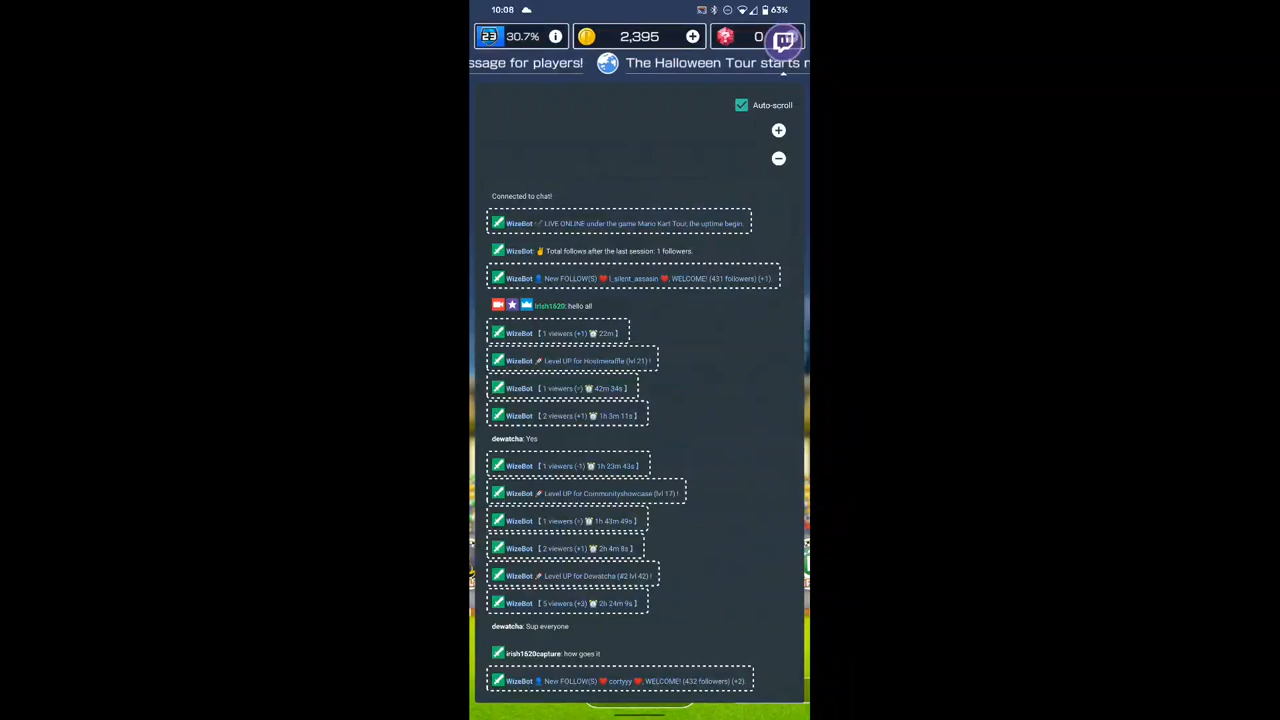 10:08 63%
23 30.7% 2,395 0
ssage for players! The Halloween Tour starts
Auto-scroll
Connected to chat!
WizeBot LIVE ONLINE under the game Mario Kart Tour, the uptime begin.
WizeBot: ✌ Total follows after the last session: 1 followers.
WizeBot 👤 New FOLLOW(S) ❤ l_silent_assasin ❤, WELCOME! (431 followers) (+1).
Irish1620: hello all
WizeBot 【 1 viewers (+1) ⏰ 22m 】
WizeBot 🚀 Level UP for Hostmeraffle (lvl 21) !
WizeBot 【 1 viewers (=) ⏰ 42m 34s 】
WizeBot 【 2 viewers (+1) ⏰ 1h 3m 11s 】
dewatcha: Yes
WizeBot 【 1 viewers (-1) ⏰ 1h 23m 43s 】
WizeBot 🚀 Level UP for Communityshowcase (lvl 17) !
WizeBot 【 1 viewers (=) ⏰ 1h 43m 49s 】
WizeBot 【 2 viewers (+1) ⏰ 2h 4m 8s 】
WizeBot 🚀 Level UP for Dewatcha (#2 lvl 42) !
WizeBot 【 5 viewers (+3) ⏰ 2h 24m 9s 】
dewatcha: Sup everyone
irish1620capture: how goes it
WizeBot 👤 New FOLLOW(S) ❤ cortyyy ❤, WELCOME! (432 followers) (+2).